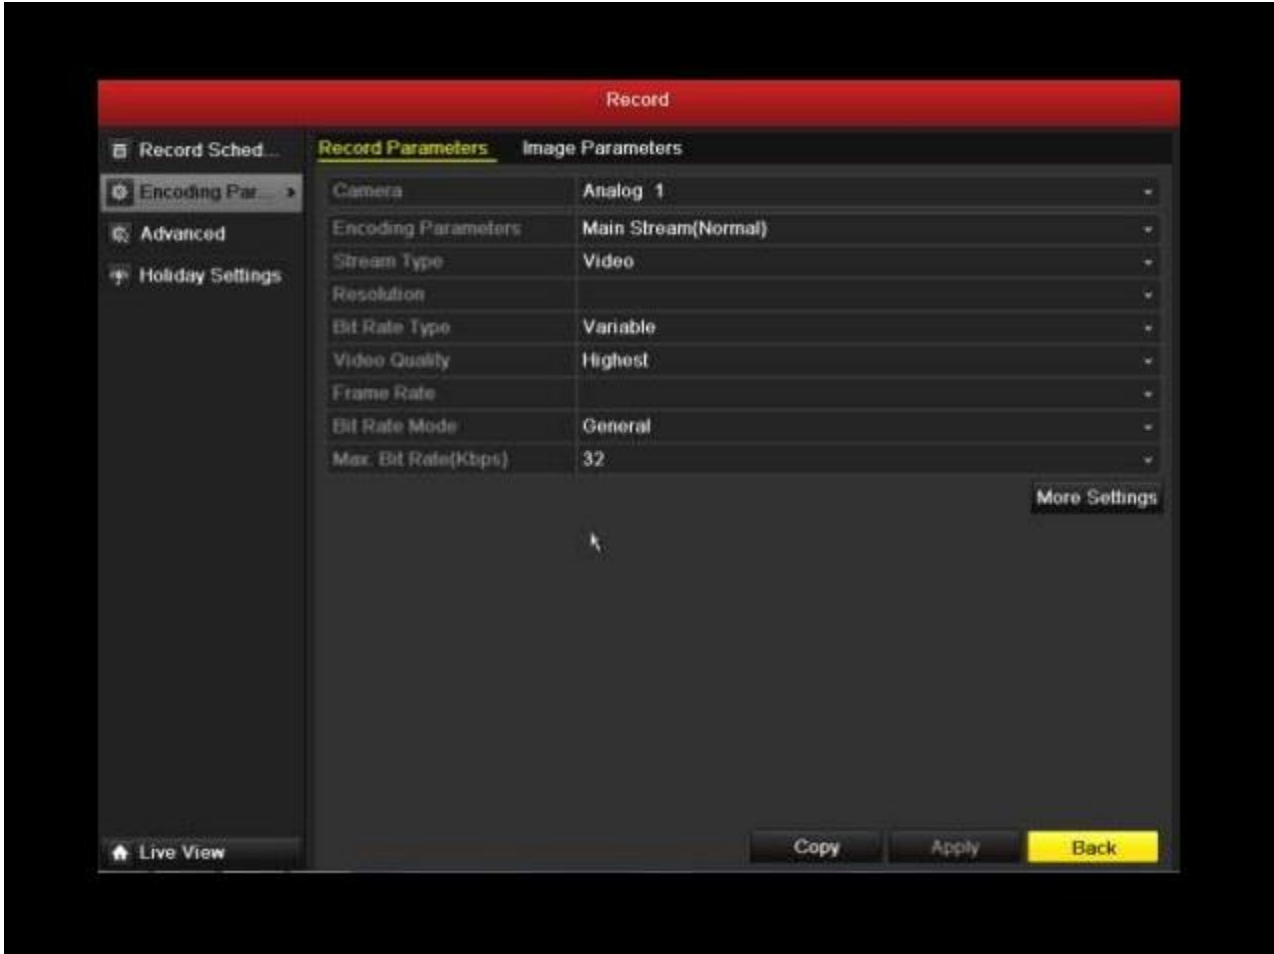 Record
Record Sched...
Encoding Par...
Advanced
Holiday Settings
Live View
Record Parameters Image Parameters
Camera Analog 1
Encoding Parameters Main Stream(Normal)
Stream Type Video
Resolution
Bit Rate Type Variable
Video Quality Highest
Frame Rate
Bit Rate Mode General
Max. Bit Rate(Kbps) 32
More Settings
Copy Apply Back